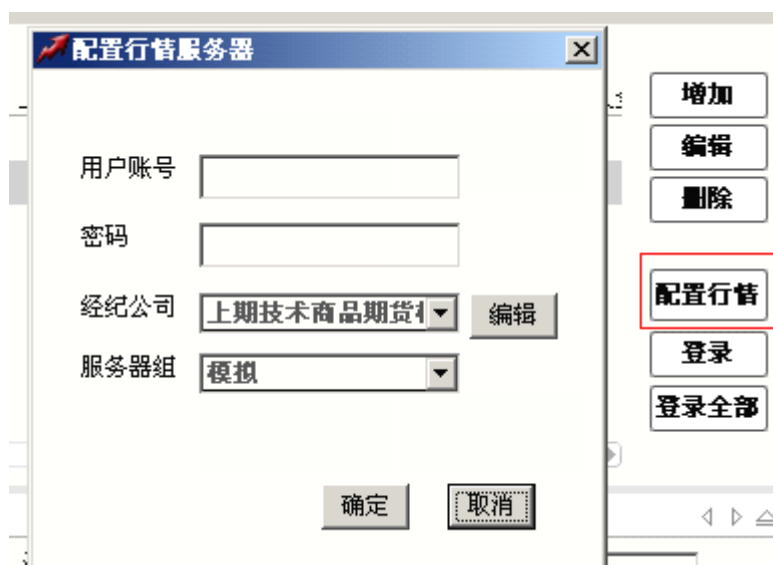 配置行情服务器
增加
编辑
删除
用户账号
密码
经纪公司
上期技术商品期货
编辑
服务器组
模拟
配置行情
登录
登录全部
确定
取消